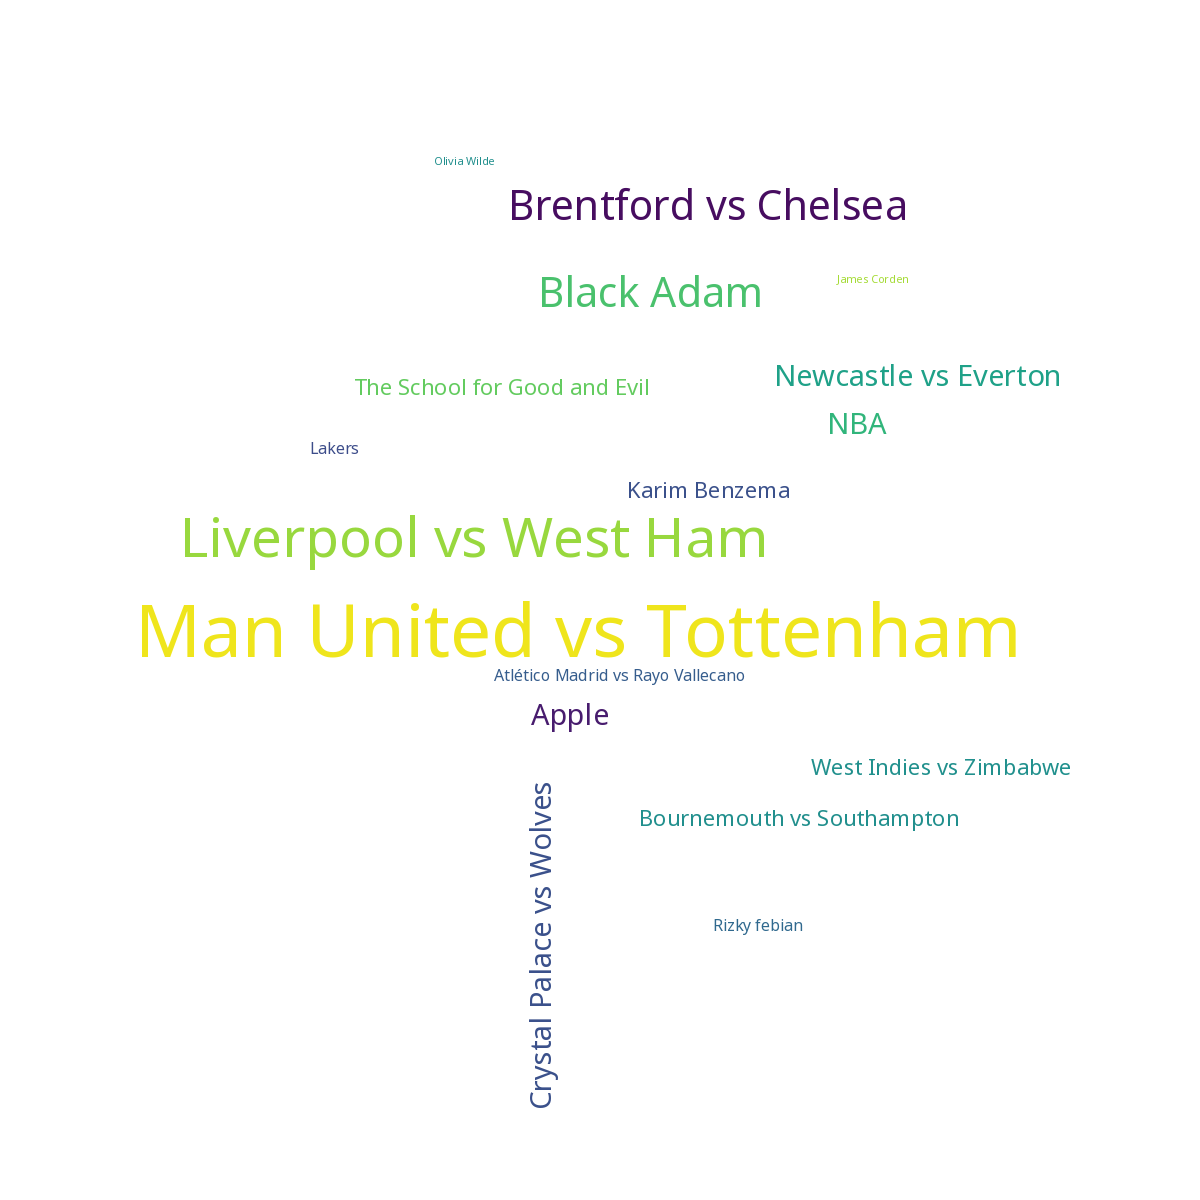 Olivia Wilde
Brentford vs Chelsea
Black Adam
James Corden
Newcastle vs Everton
The School for Good and Evil
NBA
Lakers
Karim Benzema
Liverpool vs West Ham
Man United vs Tottenham
Atlético Madrid vs Rayo Vallecano
Apple
West Indies vs Zimbabwe
Crystal Palace vs Wolves
Bournemouth vs Southampton
Rizky febian